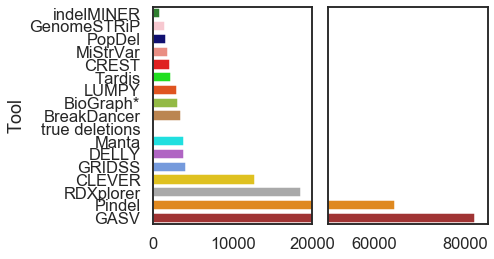 indelMINER
GenomeSTRiP
PopDel
MiStrVar
CREST
Tardis
LUMPY
BioGraph*
BreakDancer
true deletions
Manta
DELLY
GRIDSS
CLEVER
RDXplorer
Pindel
GASV
Tool
0 10000 20000 60000 80000